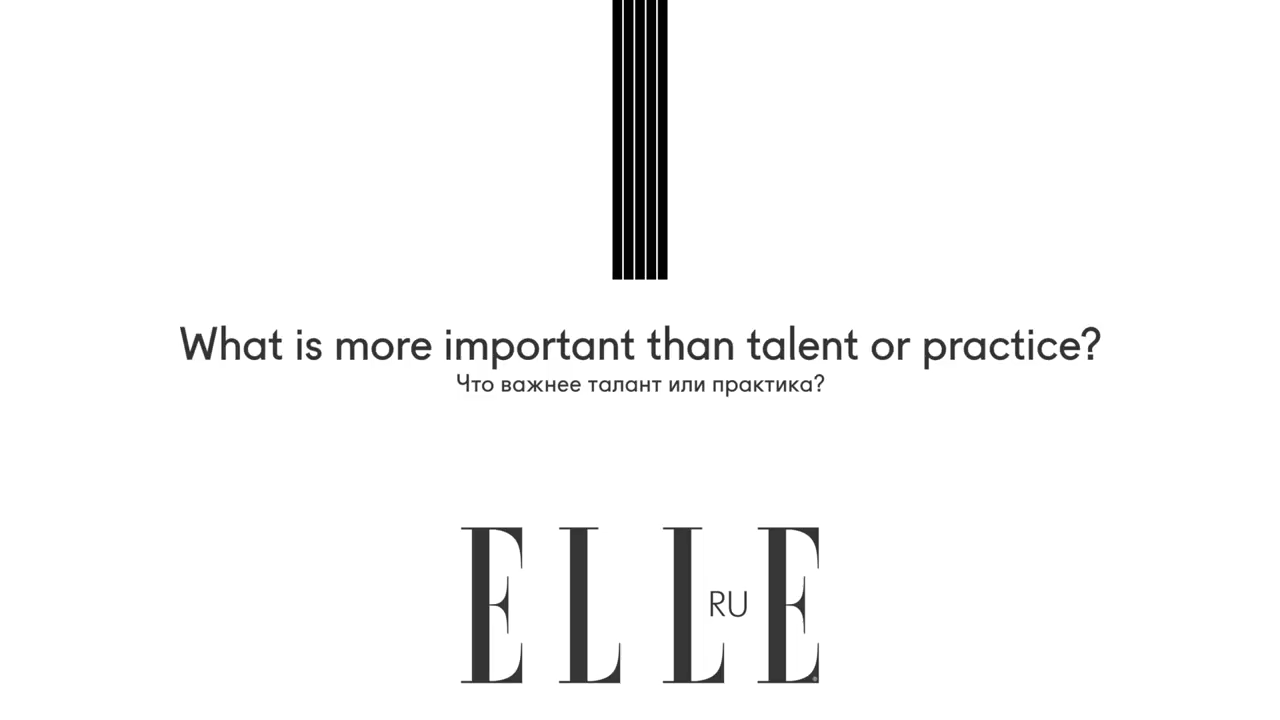 What is more important than talent or practice?
Что важнее талант или практика?
ELLE
RU